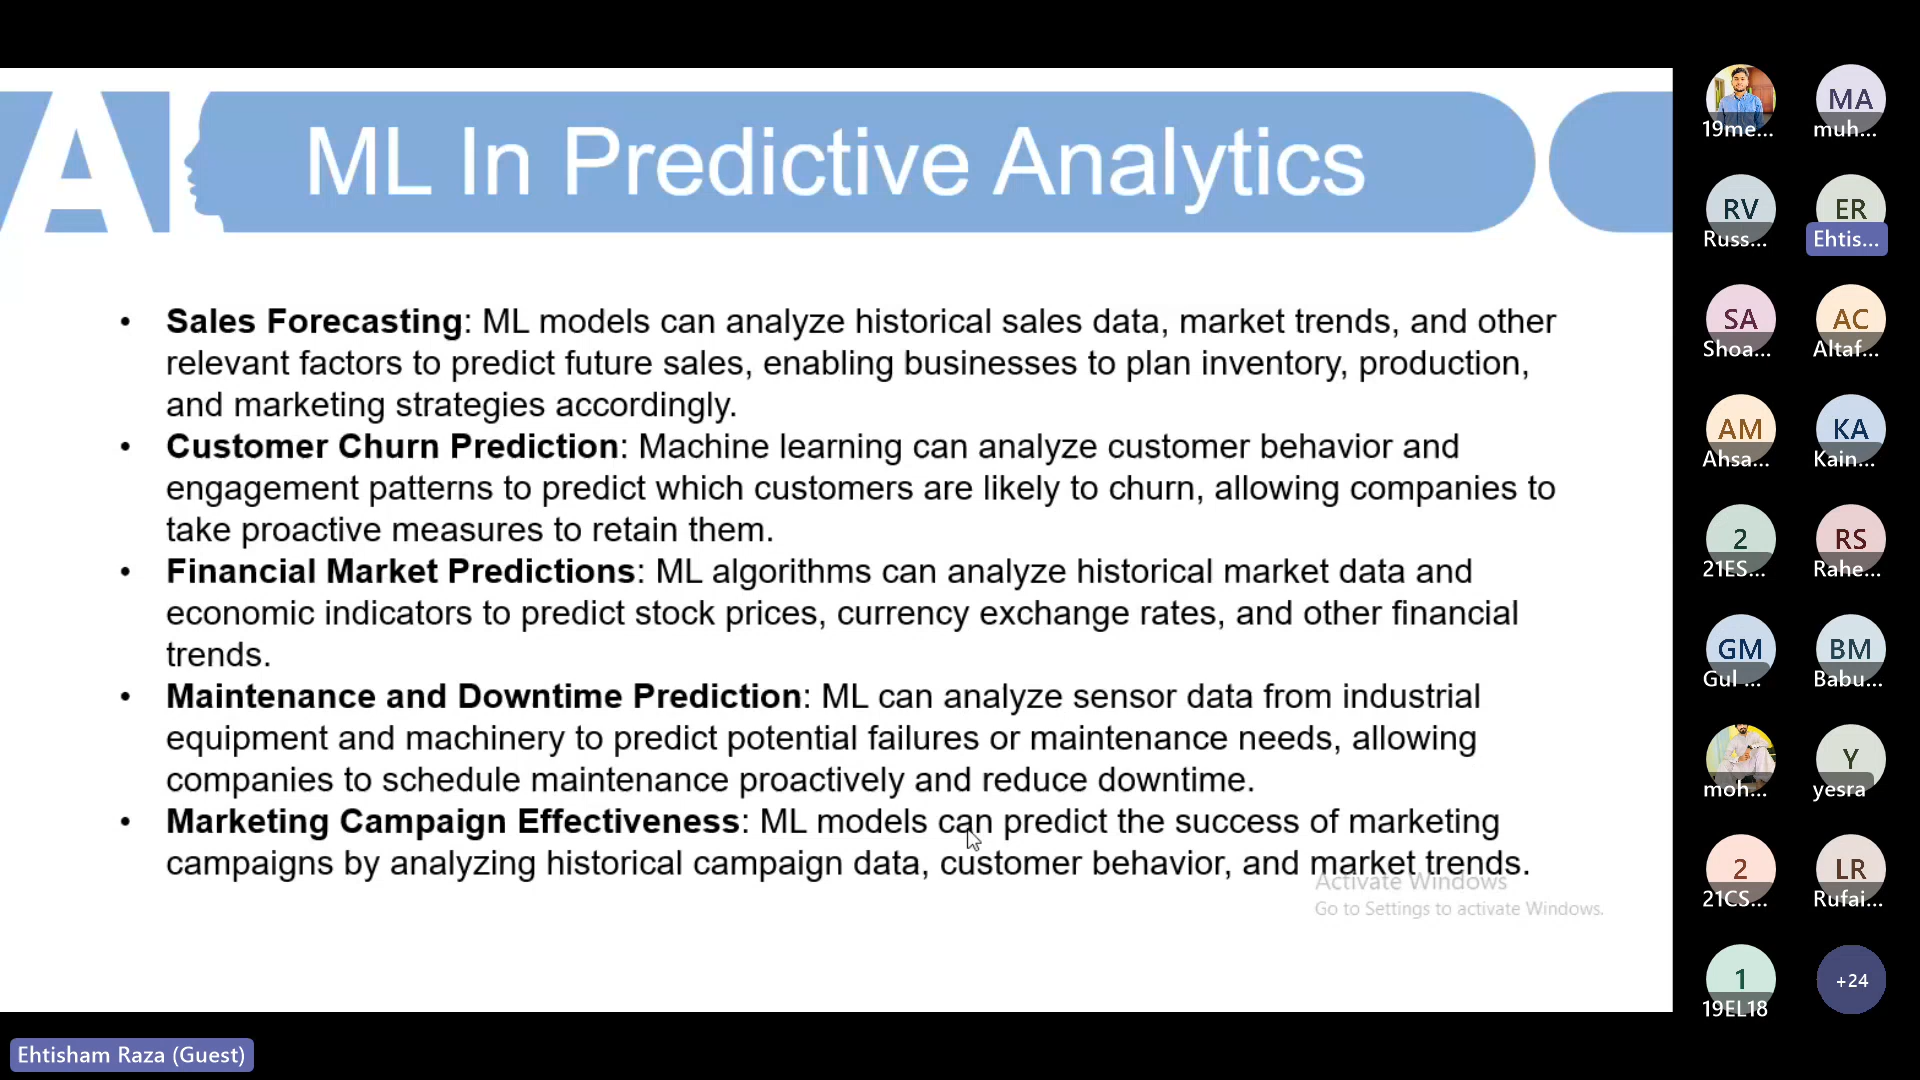 A
ML In Predictive Analytics
• Sales Forecasting: ML models can analyze historical sales data, market trends, and other
relevant factors to predict future sales, enabling businesses to plan inventory, production,
and marketing strategies accordingly.
• Customer Churn Prediction: Machine learning can analyze customer behavior and
engagement patterns to predict which customers are likely to churn, allowing companies to
take proactive measures to retain them.
• Financial Market Predictions: ML algorithms can analyze historical market data and
economic indicators to predict stock prices, currency exchange rates, and other financial
trends.
• Maintenance and Downtime Prediction: ML can analyze sensor data from industrial
equipment and machinery to predict potential failures or maintenance needs, allowing
companies to schedule maintenance proactively and reduce downtime.
• Marketing Campaign Effectiveness: ML models can predict the success of marketing
campaigns by analyzing historical campaign data, customer behavior, and market trends.
Activate Windows
Go to Settings to activate Windows.
MA
19me... muh...
RV ER
Russ... Ehtis...
SA AC
Shoa... Altaf...
AM KA
Ahsa... Kain...
2 RS
21ES... Rahe...
GM BM
Gul ... Babu...
Y
moh... yesra
2 LR
21CS... Rufai...
1 +24
19EL18
Ehtisham Raza (Guest)